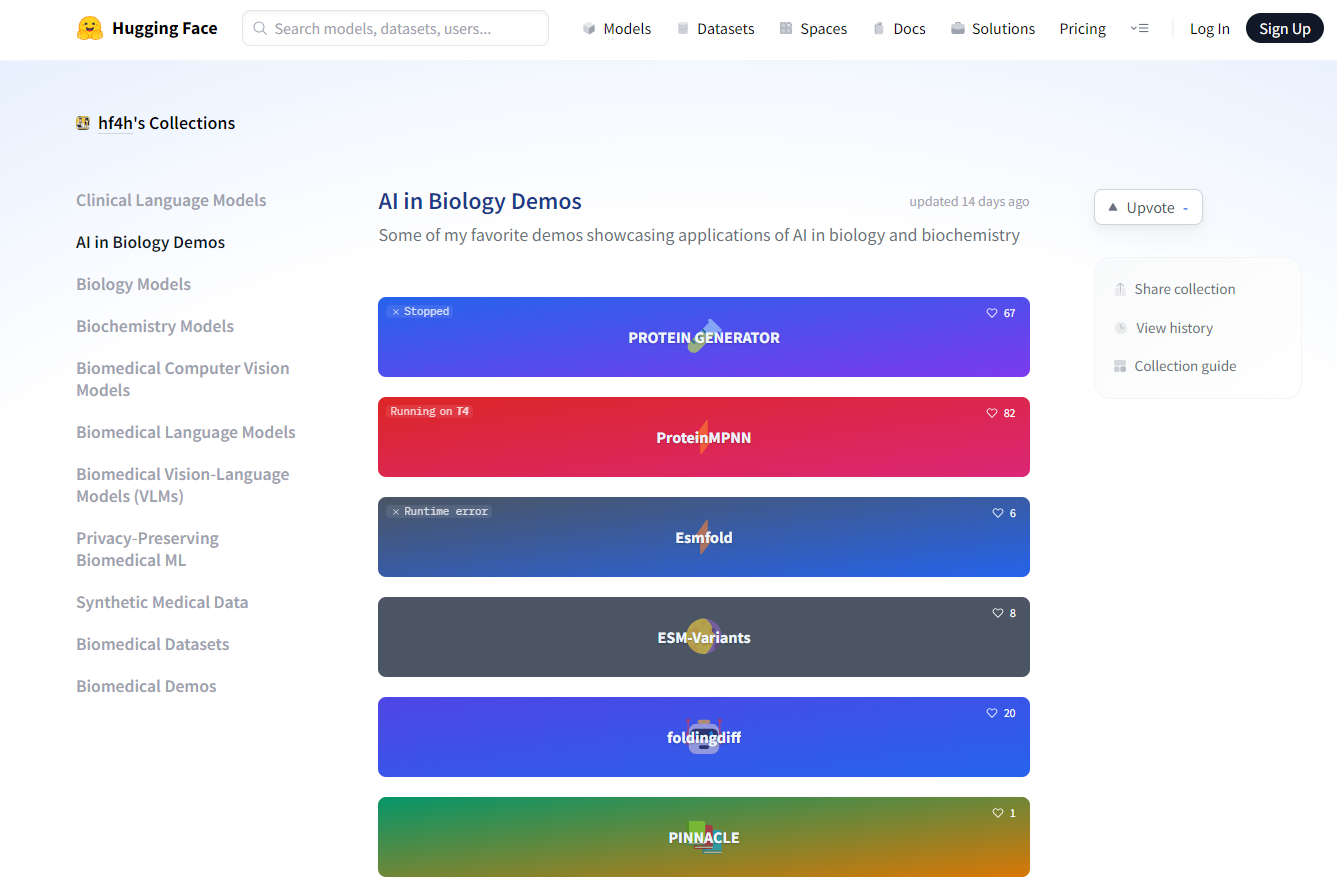 Hugging Face
Search models, datasets, users...
Models
Datasets
Spaces
Docs
Solutions
Pricing
Log In
Sign Up
hf4h's Collections
Clinical Language Models
AI in Biology Demos
Biology Models
Biochemistry Models
Biomedical Computer Vision
Models
Biomedical Language Models
Biomedical Vision-Language
Models (VLMs)
Privacy-Preserving
Biomedical ML
Synthetic Medical Data
Biomedical Datasets
Biomedical Demos
AI in Biology Demos
updated 14 days ago
Some of my favorite demos showcasing applications of AI in biology and biochemistry
Stopped
67
PROTEIN GENERATOR
Running on T4
82
ProteinMPNN
Runtime error
6
Esmfold
8
ESM-Variants
20
foldingdiff
1
PINNACLE
Upvote -
Share collection
View history
Collection guide